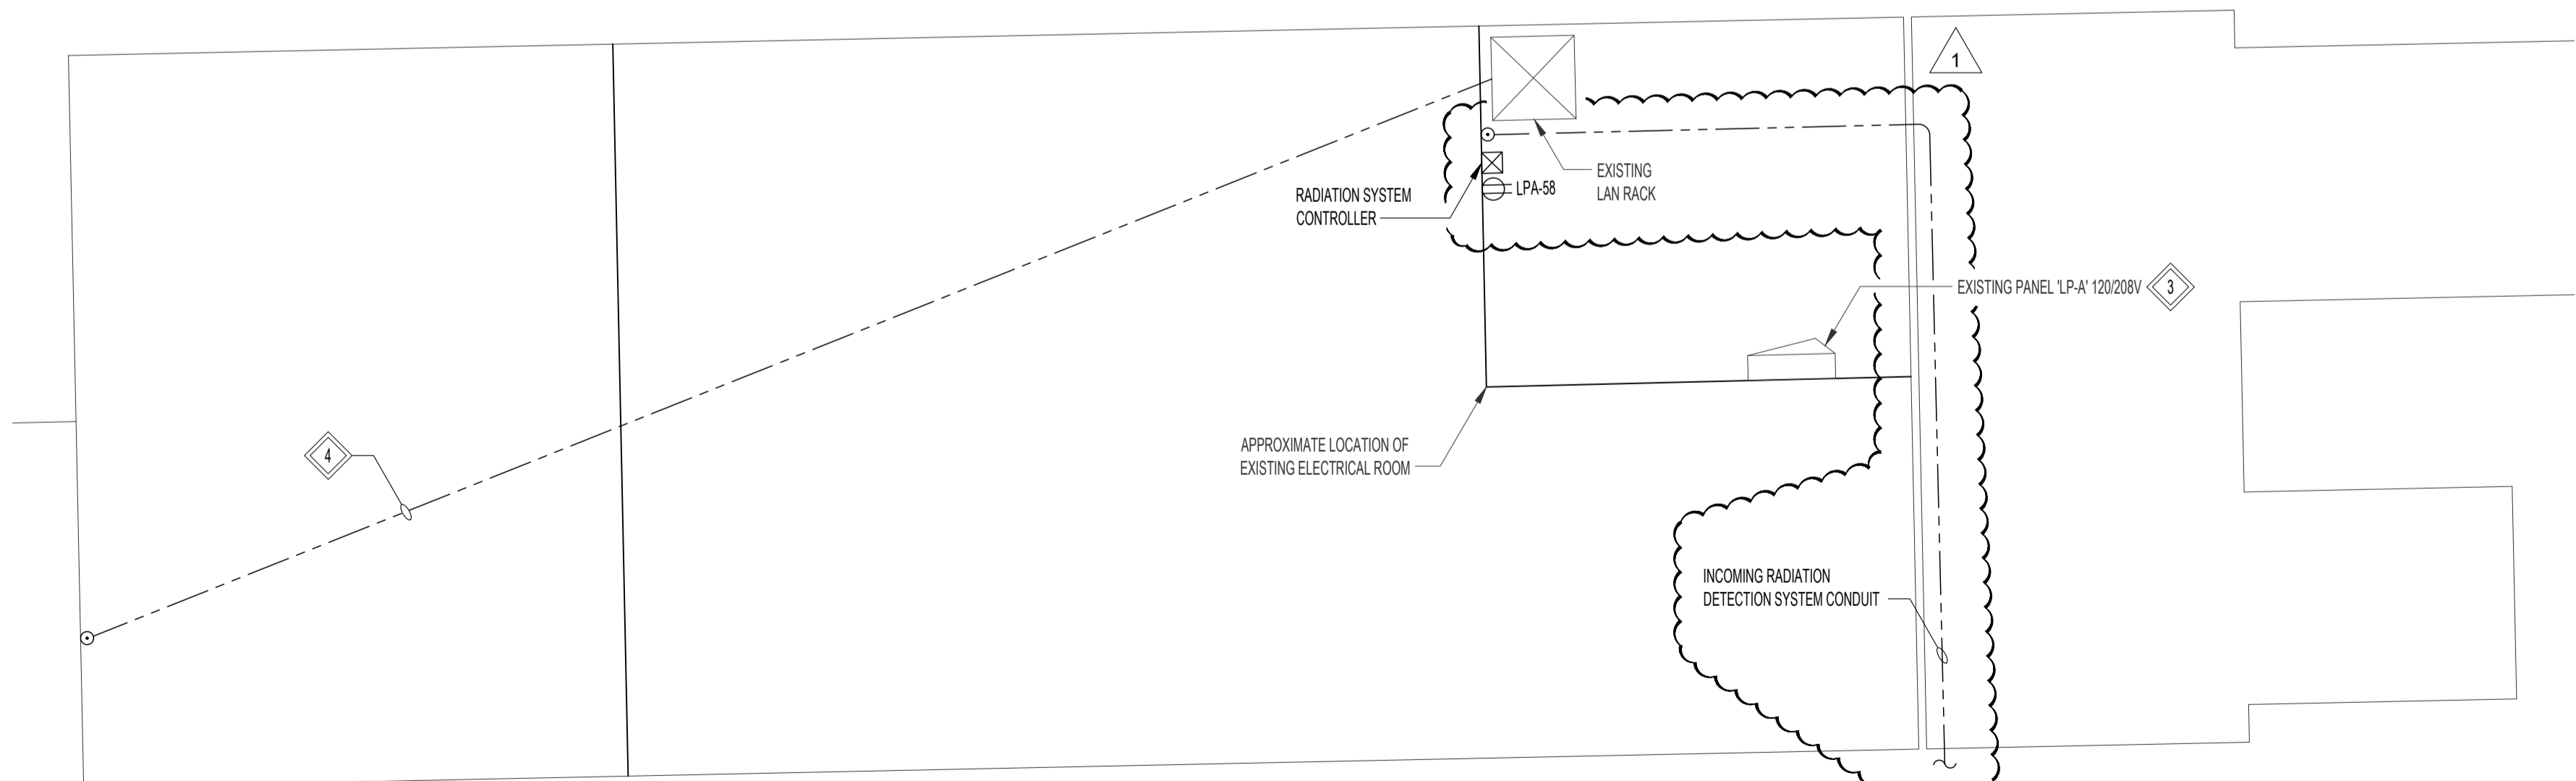 1
EXISTING
LAN RACK
LPA-58
RADIATION SYSTEM
CONTROLLER
EXISTING PANEL 'LP-A' 120/208V
3
APPROXIMATE LOCATION OF
EXISTING ELECTRICAL ROOM
4
INCOMING RADIATION
DETECTION SYSTEM CONDUIT